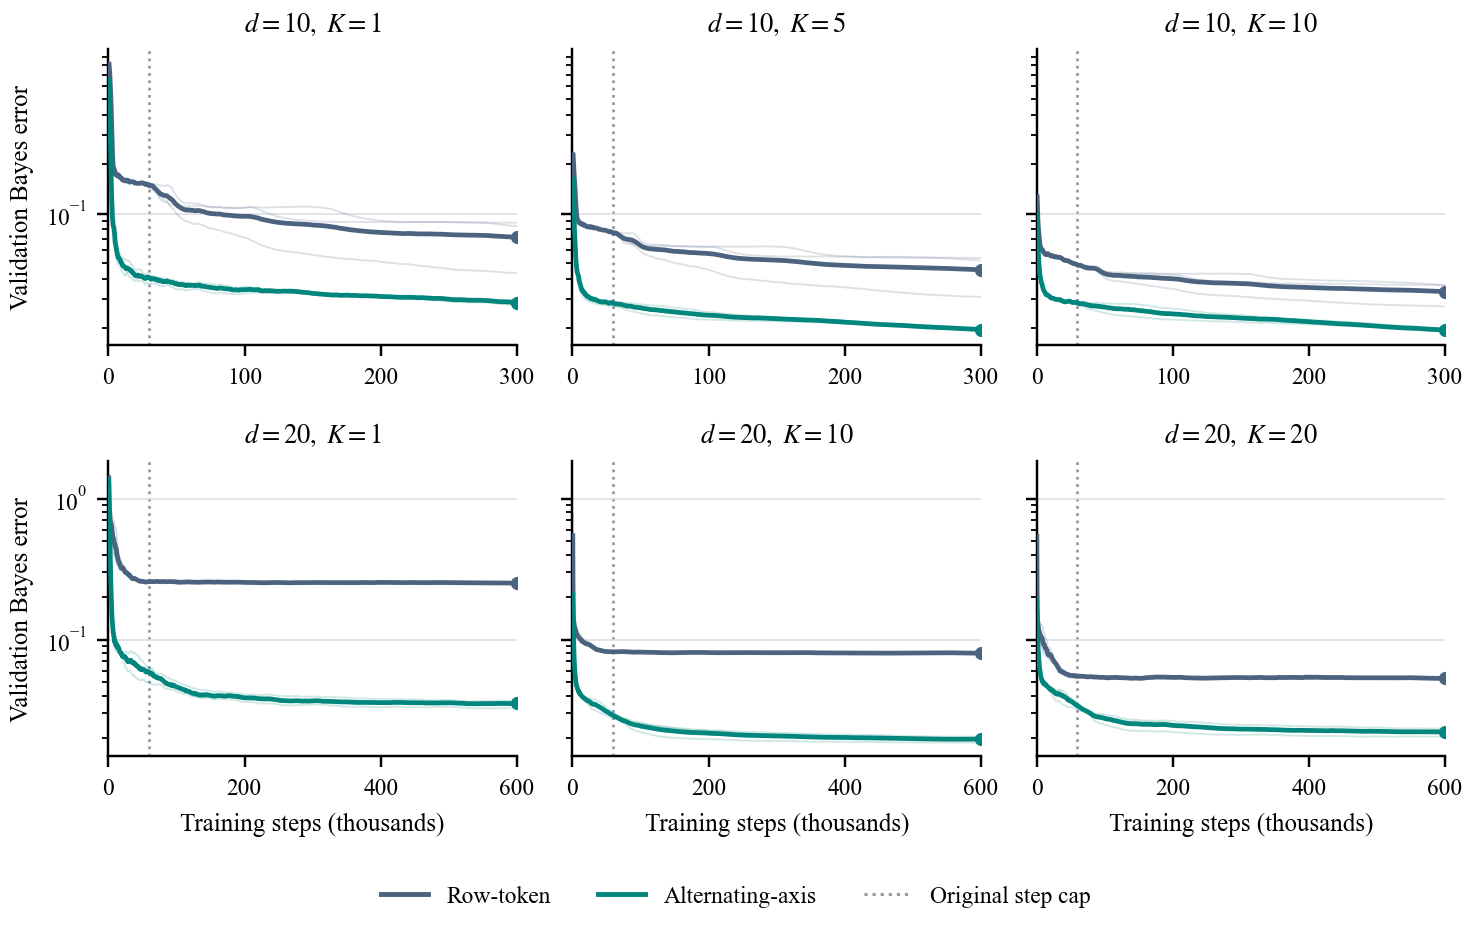 d=10, K=1
d=10, K=5
d=10, K=10
Validation Bayes error
10⁻¹
0 100 200 300
0 100 200 300
0 100 200 300
d=20, K=1
d=20, K=10
d=20, K=20
Validation Bayes error
10⁰
10⁻¹
0 200 400 600
0 200 400 600
0 200 400 600
Training steps (thousands)
Training steps (thousands)
Training steps (thousands)
Row-token
Alternating-axis
Original step cap